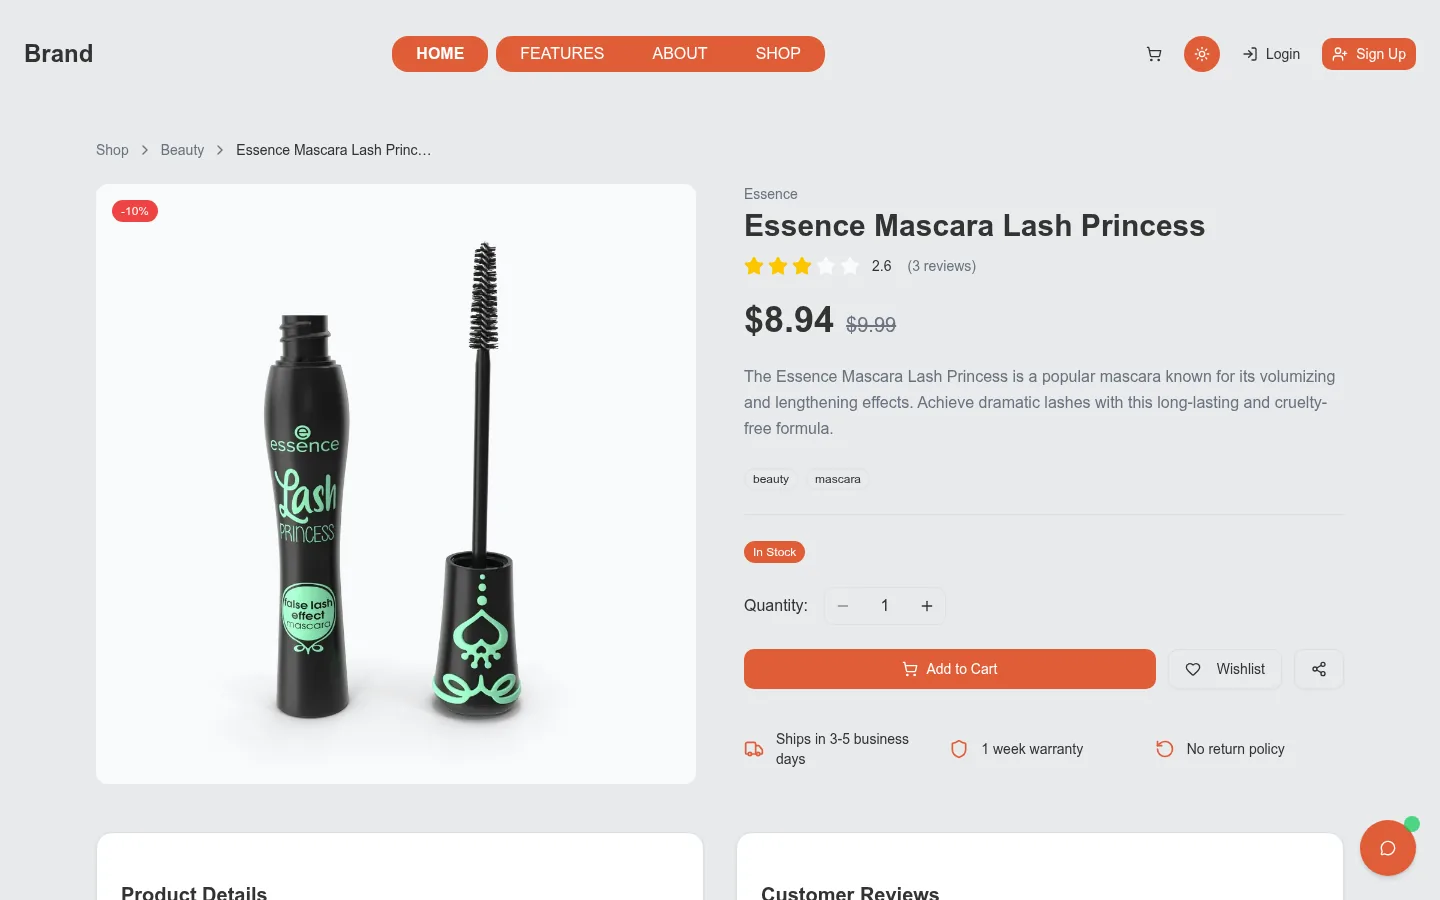 Brand
HOME
FEATURES
ABOUT
SHOP
Login
Sign Up
Shop
Beauty
Essence Mascara Lash Princ...
-10%
essence
Lash
PRINCESS
false lash
effect
mascara
Essence
Essence Mascara Lash Princess
2.6
(3 reviews)
$8.94
$9.99
The Essence Mascara Lash Princess is a popular mascara known for its volumizing
and lengthening effects. Achieve dramatic lashes with this long-lasting and cruelty-
free formula.
beauty
mascara
In Stock
Quantity:
1
Add to Cart
Wishlist
Ships in 3-5 business
days
1 week warranty
No return policy
Product Details
Customer Reviews